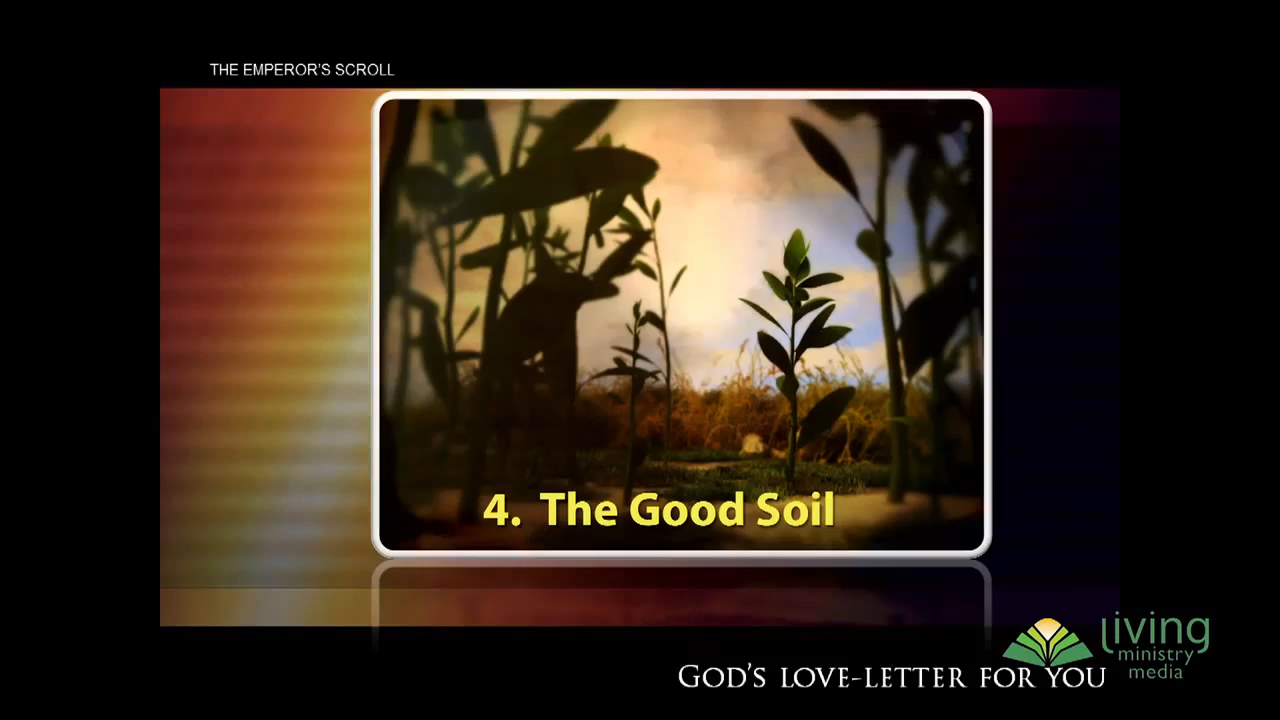 THE EMPEROR'S SCROLL
4. The Good Soil
GOD'S LOVE-LETTER FOR YOU
Living
ministry
media